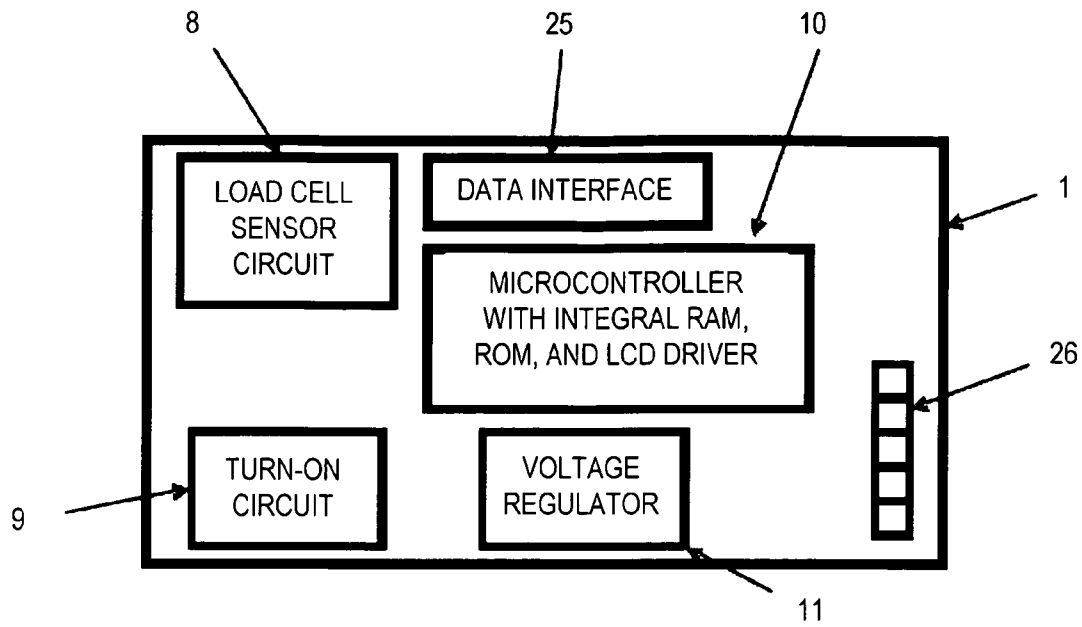 8
25
10
LOAD CELL
SENSOR
CIRCUIT
DATA INTERFACE
1
MICROCONTROLLER
WITH INTEGRAL RAM,
ROM, AND LCD DRIVER
26
TURN-ON
CIRCUIT
VOLTAGE
REGULATOR
9
11